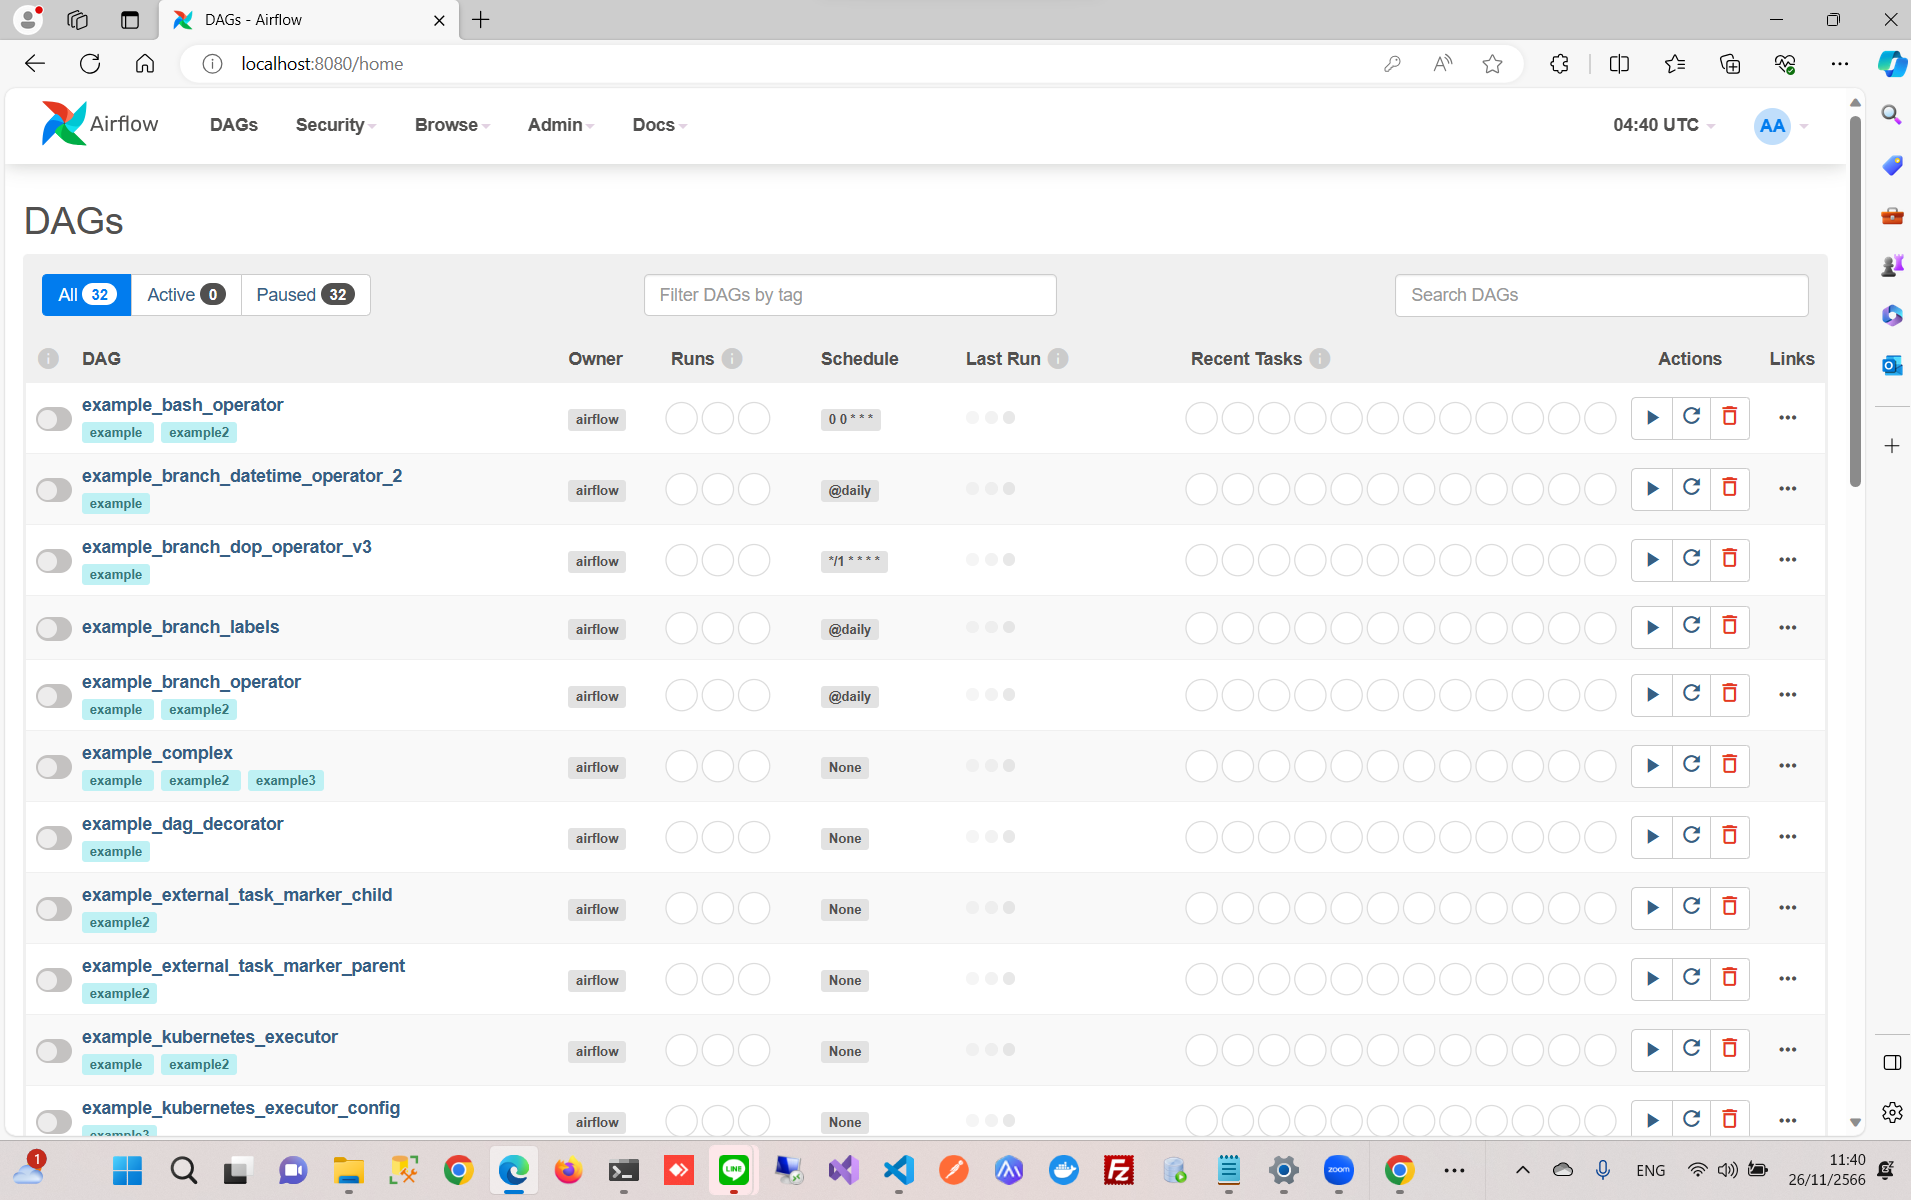 DAGs - Airflow
localhost:8080/home
Airflow DAGs Security Browse Admin Docs 04:40 UTC AA
DAGs
All 32 Active 0 Paused 32 Filter DAGs by tag Search DAGs
DAG Owner Runs Schedule Last Run Recent Tasks Actions Links
example_bash_operator
example example2 airflow 0 0 * * *
example_branch_datetime_operator_2
example airflow @daily
example_branch_dop_operator_v3
example airflow */1 * * * *
example_branch_labels airflow @daily
example_branch_operator
example example2 airflow @daily
example_complex
example example2 example3 airflow None
example_dag_decorator
example airflow None
example_external_task_marker_child
example2 airflow None
example_external_task_marker_parent
example2 airflow None
example_kubernetes_executor
example example2 airflow None
example_kubernetes_executor_config
example3 airflow None
1 LINE zoom ENG 11:40
26/11/2566